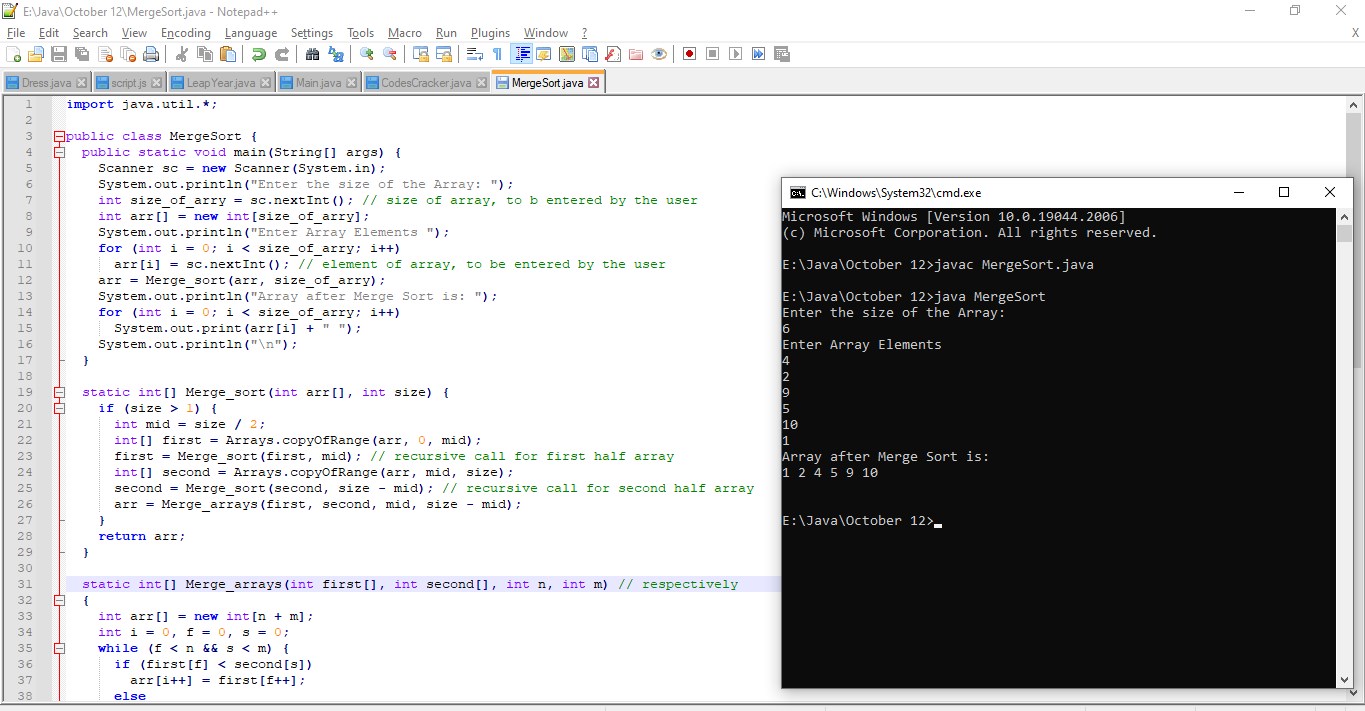 E:\Java\October 12\MergeSort.java - Notepad++
File Edit Search View Encoding Language Settings Tools Macro Run Plugins Window ? X
Dress.java script.js LeapYear.java Main.java CodesCracker.java MergeSort.java
1 import java.util.*;
2
3 public class MergeSort {
4 public static void main(String[] args) {
5 Scanner sc = new Scanner(System.in);
6 System.out.println("Enter the size of the Array: ");
7 int size_of_arry = sc.nextInt(); // size of array, to b entered by the user
8 int arr[] = new int[size_of_arry];
9 System.out.println("Enter Array Elements ");
10 for (int i = 0; i < size_of_arry; i++)
11 arr[i] = sc.nextInt(); // element of array, to be entered by the user
12 arr = Merge_sort(arr, size_of_arry);
13 System.out.println("Array after Merge Sort is: ");
14 for (int i = 0; i < size_of_arry; i++)
15 System.out.print(arr[i] + " ");
16 System.out.println("\n");
17 }
18
19 static int[] Merge_sort(int arr[], int size) {
20 if (size > 1) {
21 int mid = size / 2;
22 int[] first = Arrays.copyOfRange(arr, 0, mid);
23 first = Merge_sort(first, mid); // recursive call for first half array
24 int[] second = Arrays.copyOfRange(arr, mid, size);
25 second = Merge_sort(second, size - mid); // recursive call for second half array
26 arr = Merge_arrays(first, second, mid, size - mid);
27 }
28 return arr;
29 }
30
31 static int[] Merge_arrays(int first[], int second[], int n, int m) // respectively
32 {
33 int arr[] = new int[n + m];
34 int i = 0, f = 0, s = 0;
35 while (f < n && s < m) {
36 if (first[f] < second[s])
37 arr[i++] = first[f++];
38 else
C:\Windows\System32\cmd.exe
Microsoft Windows [Version 10.0.19044.2006]
(c) Microsoft Corporation. All rights reserved.
E:\Java\October 12>javac MergeSort.java
E:\Java\October 12>java MergeSort
Enter the size of the Array:
6
Enter Array Elements
4
2
9
5
10
1
Array after Merge Sort is:
1 2 4 5 9 10
E:\Java\October 12>